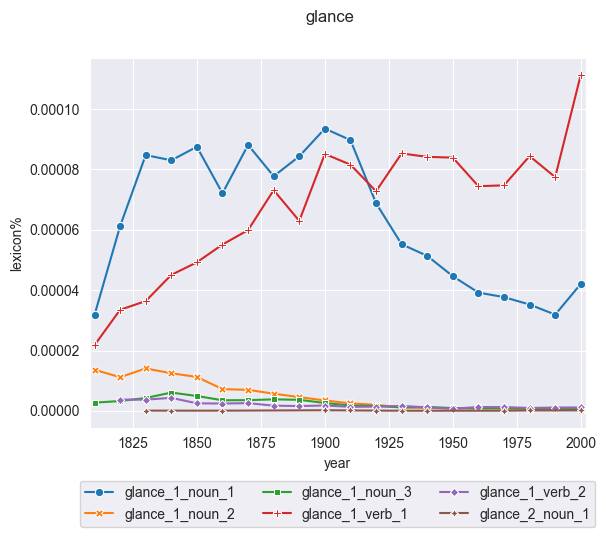 glance
0.00010
0.00008
0.00006
0.00004
0.00002
0.00000
lexicon%
1825 1850 1875 1900 1925 1950 1975 2000
year
glance_1_noun_1 glance_1_noun_3 glance_1_verb_2
glance_1_noun_2 glance_1_verb_1 glance_2_noun_1